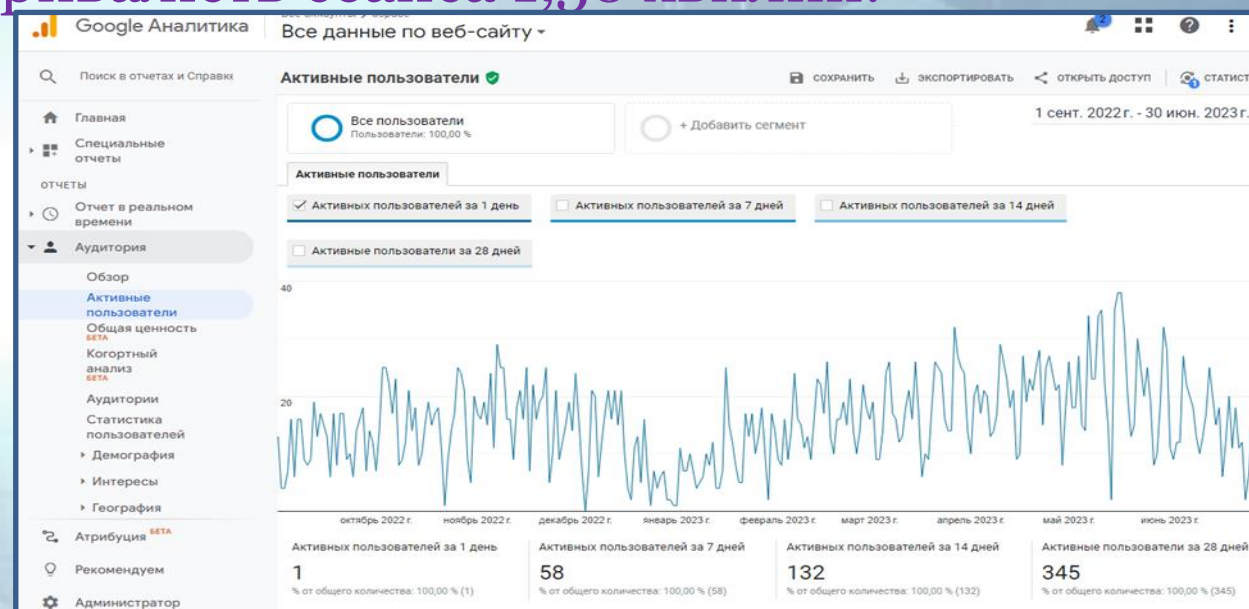 Google Аналитика
Все данные по веб-сайту
2
Поиск в отчетах и Справке
Активные пользователи
СОХРАНИТЬ
ЭКСПОРТИРОВАТЬ
ОТКРЫТЬ ДОСТУП
Главная
Специальные
отчеты
ОТЧЕТЫ
Отчет в реальном
времени
Аудитория
Обзор
Активные
пользователи
Общая ценность
БЕТА
Когортный
анализ
БЕТА
Аудитории
Статистика
пользователей
Демография
Интересы
География
Атрибуция БЕТА
Рекомендуем
Администратор
Все пользователи
Пользователи: 100,00 %
+ Добавить сегмент
1 сент. 2022 г. - 30 июн. 2023 г.
Активные пользователи
Активных пользователей за 1 день
Активных пользователей за 7 дней
Активных пользователей за 14 дней
Активные пользователи за 28 дней
40
20
октябрь 2022 г.
ноябрь 2022 г.
декабрь 2022 г.
январь 2023 г.
февраль 2023 г.
март 2023 г.
апрель 2023 г.
май 2023 г.
июнь 2023 г.
Активных пользователей за 1 день
1
% от общего количества: 100,00 % (1)
Активных пользователей за 7 дней
58
% от общего количества: 100,00 % (58)
Активных пользователей за 14 дней
132
% от общего количества: 100,00 % (132)
Активные пользователи за 28 дней
345
% от общего количества: 100,00 % (345)